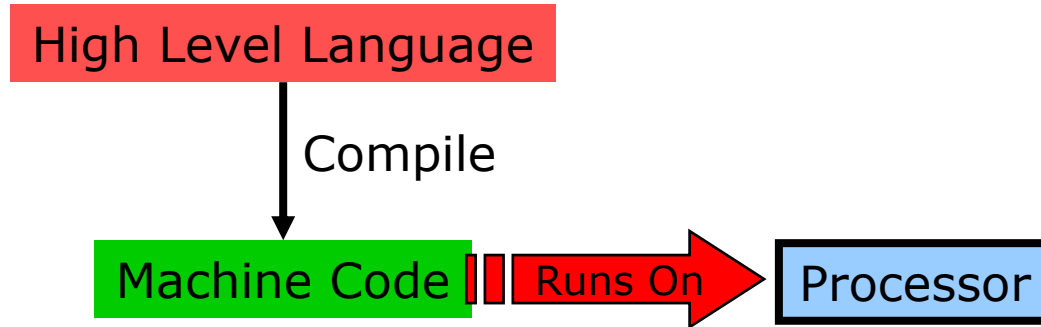 High Level Language
Compile
Machine Code
Runs On
Processor